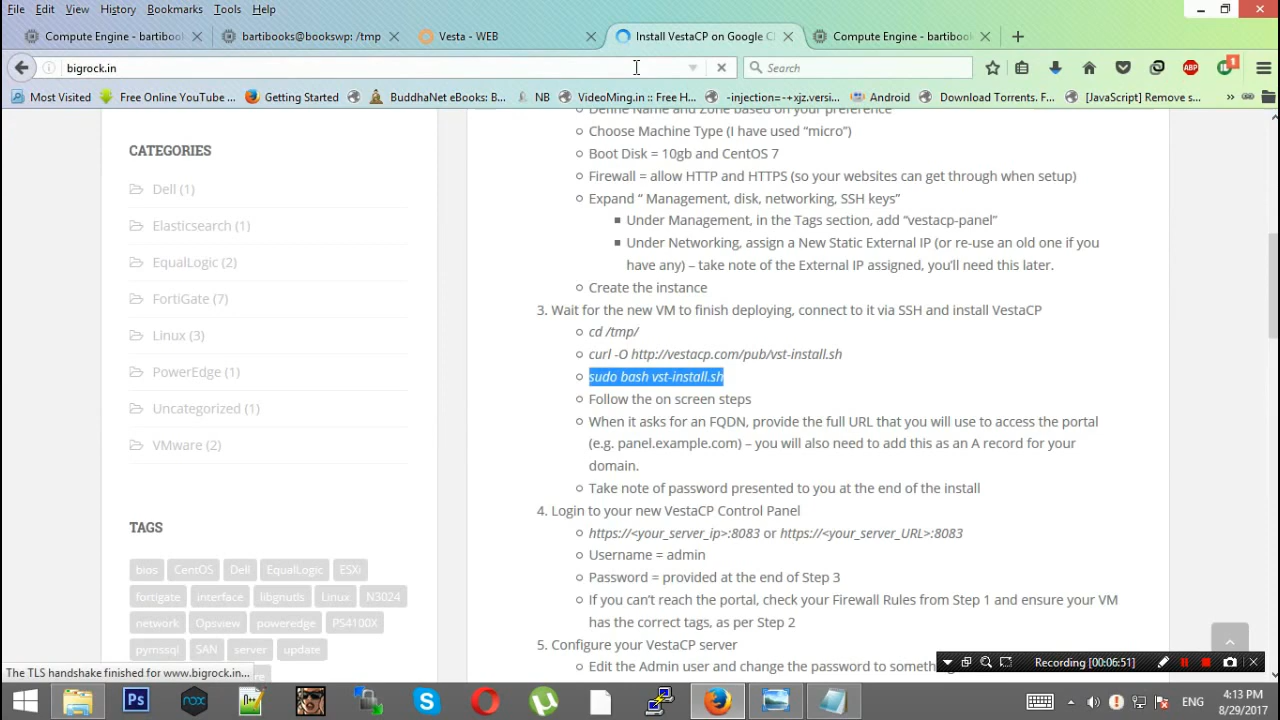 File Edit View History Bookmarks Tools Help
Compute Engine - bartibooks
bartibooks@bookswp: /tmp
Vesta - WEB
Install VestaCP on Google Cl
Compute Engine - bartibook
bigrock.in
Search
Most Visited
Free Online YouTube ...
Getting Started
BuddhaNet eBooks: B...
NB
VideoMing.in :: Free H...
-injection=-+xjz.versi...
Android
Download Torrents. F...
[JavaScript] Remove s...
CATEGORIES
Dell (1)
Elasticsearch (1)
EqualLogic (2)
FortiGate (7)
Linux (3)
PowerEdge (1)
Uncategorized (1)
VMware (2)
TAGS
bios CentOS Dell EqualLogic ESXi
fortigate interface libgnutls Linux N3024
network Opsview poweredge PS4100X
pymssql SAN server update
Define Name and Zone based on your preference
Choose Machine Type (I have used “micro”)
Boot Disk = 10gb and CentOS 7
Firewall = allow HTTP and HTTPS (so your websites can get through when setup)
Expand “ Management, disk, networking, SSH keys”
Under Management, in the Tags section, add “vestacp-panel”
Under Networking, assign a New Static External IP (or re-use an old one if you
have any) – take note of the External IP assigned, you’ll need this later.
Create the instance
3. Wait for the new VM to finish deploying, connect to it via SSH and install VestaCP
cd /tmp/
curl -O http://vestacp.com/pub/vst-install.sh
sudo bash vst-install.sh
Follow the on screen steps
When it asks for an FQDN, provide the full URL that you will use to access the portal
(e.g. panel.example.com) – you will also need to add this as an A record for your
domain.
Take note of password presented to you at the end of the install
4. Login to your new VestaCP Control Panel
https://<your_server_ip>:8083 or https://<your_server_URL>:8083
Username = admin
Password = provided at the end of Step 3
If you can’t reach the portal, check your Firewall Rules from Step 1 and ensure your VM
has the correct tags, as per Step 2
5. Configure your VestaCP server
Edit the Admin user and change the password to someth
The TLS handshake finished for www.bigrock.in...
Recording [00:06:51]
ENG
4:13 PM
8/29/2017